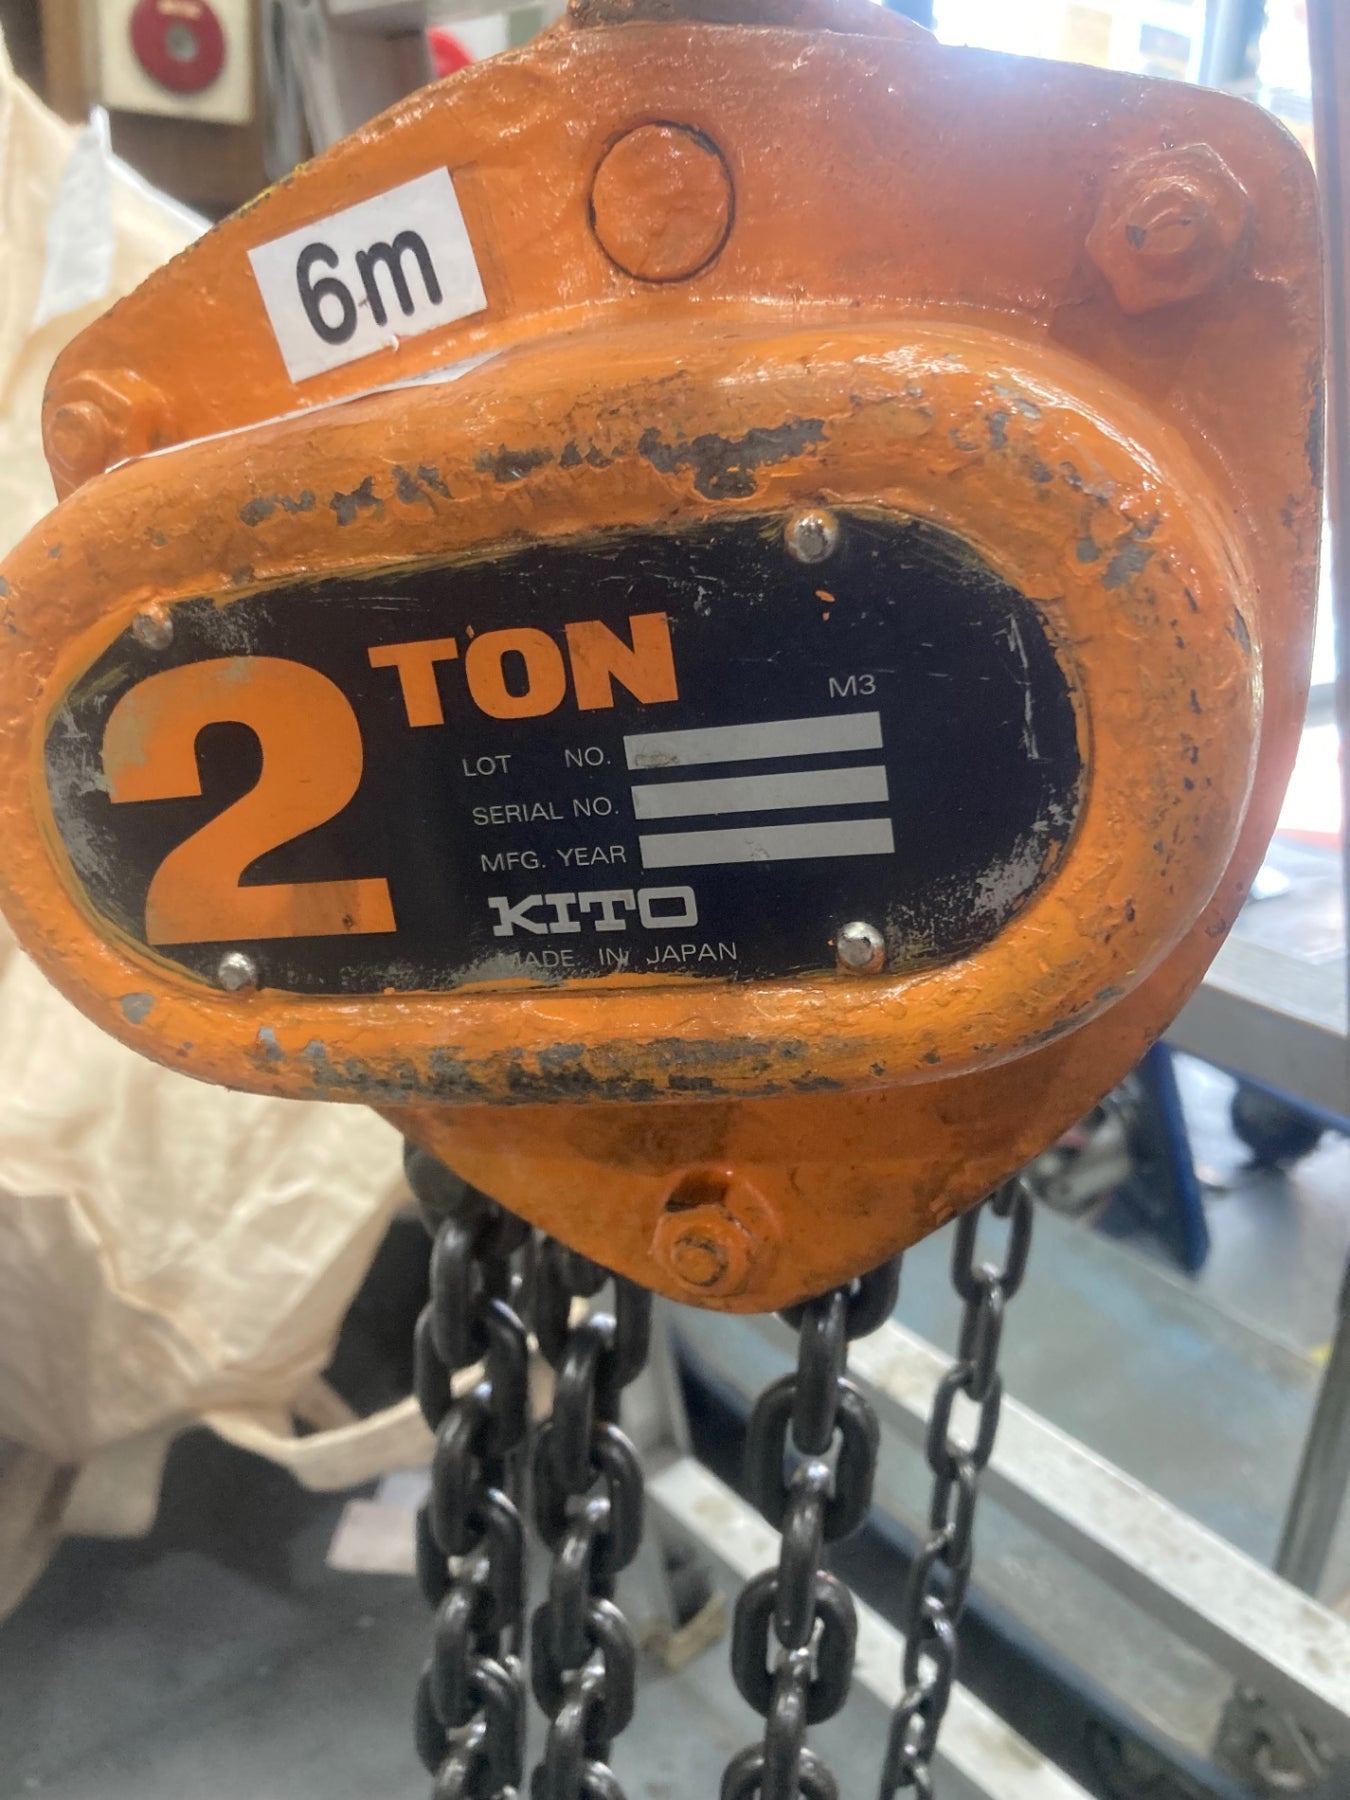 6m
2 TON
M3
LOT NO.
SERIAL NO.
MFG. YEAR
KITO
MADE IN JAPAN